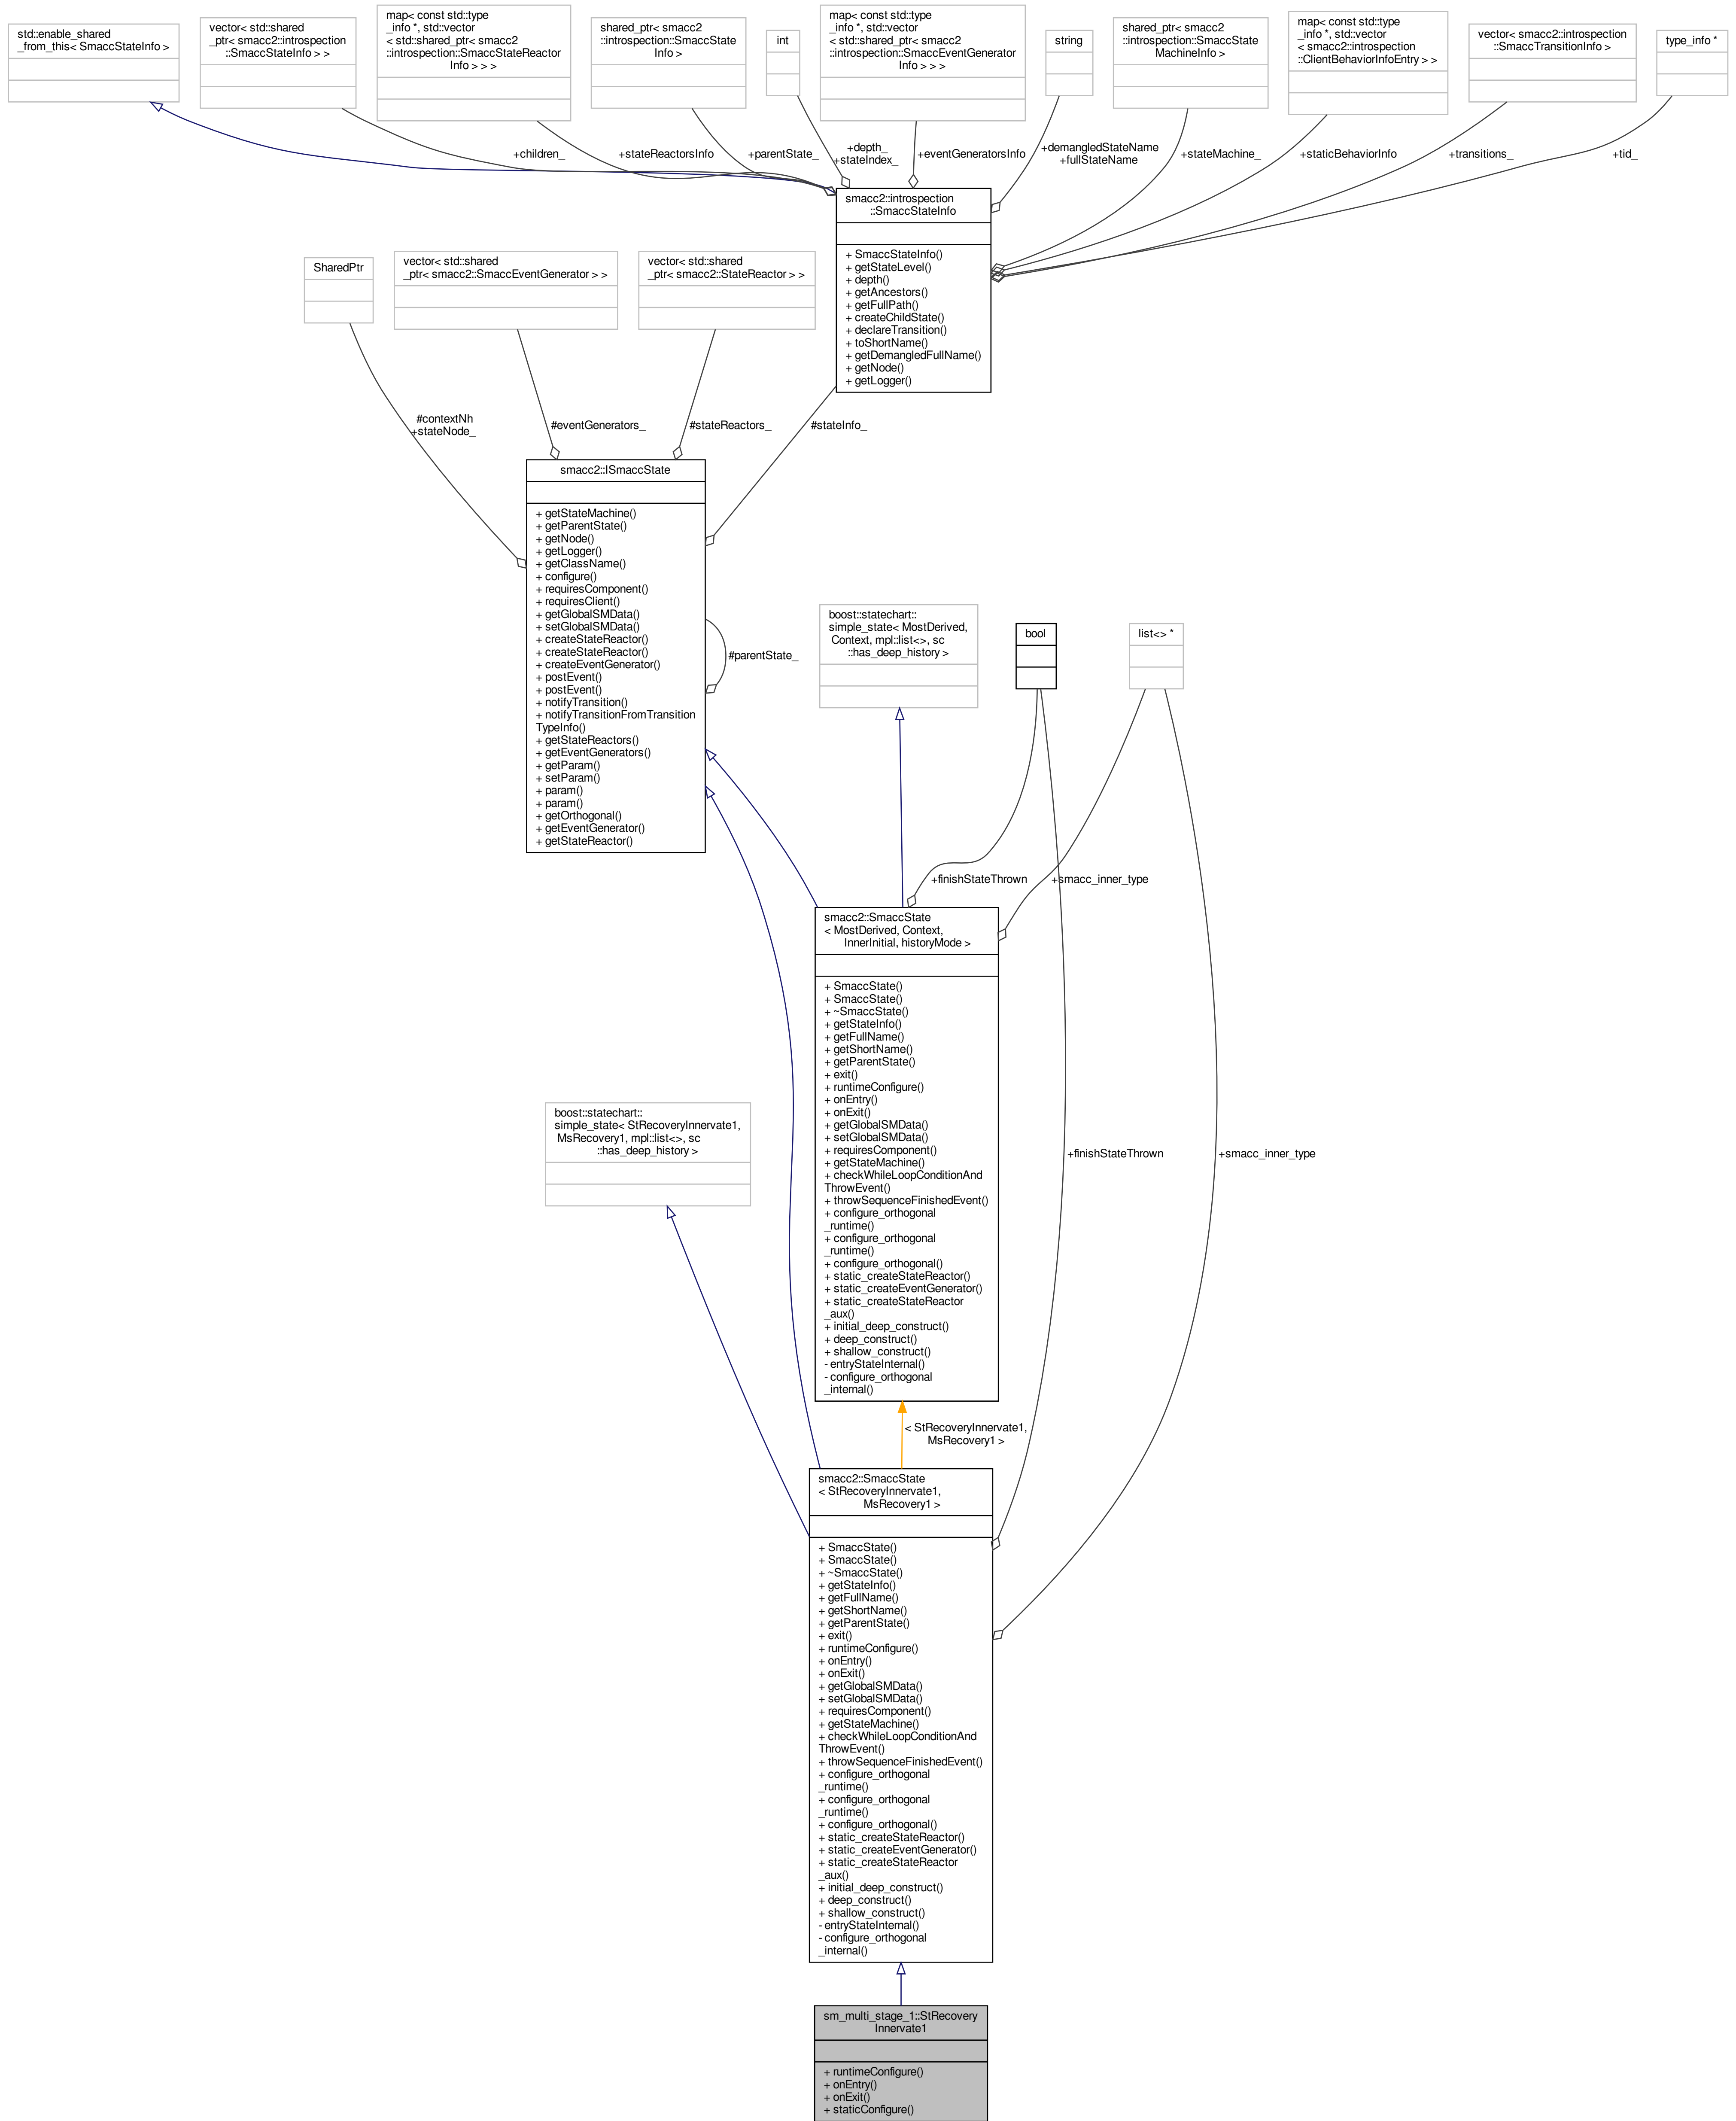 std::enable_shared
_from_this< SmaccStateInfo >
vector< std::shared
_ptr< smacc2::introspection
::SmaccStateInfo > >
map< const std::type
_info *, std::vector
< std::shared_ptr< smacc2
::introspection::SmaccStateReactor
Info > > >
shared_ptr< smacc2
::introspection::SmaccState
Info >
int
map< const std::type
_info *, std::vector
< std::shared_ptr< smacc2
::introspection::SmaccEventGenerator
Info > > >
string
shared_ptr< smacc2
::introspection::SmaccState
MachineInfo >
map< const std::type
_info *, std::vector
< smacc2::introspection
::ClientBehaviorInfoEntry > >
vector< smacc2::introspection
::SmaccTransitionInfo >
type_info *
+children_
+stateReactorsInfo
+parentState_
+depth_
+stateIndex_
+eventGeneratorsInfo
+demangledStateName
+fullStateName
+stateMachine_
+staticBehaviorInfo
+transitions_
+tid_
smacc2::introspection
::SmaccStateInfo
+ SmaccStateInfo()
+ getStateLevel()
+ depth()
+ getAncestors()
+ getFullPath()
+ createChildState()
+ declareTransition()
+ toShortName()
+ getDemangledFullName()
+ getNode()
+ getLogger()
SharedPtr
vector< std::shared
_ptr< smacc2::SmaccEventGenerator > >
vector< std::shared
_ptr< smacc2::StateReactor > >
#contextNh
+stateNode_
#eventGenerators_
#stateReactors_
#stateInfo_
smacc2::ISmaccState
+ getStateMachine()
+ getParentState()
+ getNode()
+ getLogger()
+ getClassName()
+ configure()
+ requiresComponent()
+ requiresClient()
+ getGlobalSMData()
+ setGlobalSMData()
+ createStateReactor()
+ createStateReactor()
+ createEventGenerator()
+ postEvent()
+ postEvent()
+ notifyTransition()
+ notifyTransitionFromTransition
TypeInfo()
+ getStateReactors()
+ getEventGenerators()
+ getParam()
+ setParam()
+ param()
+ param()
+ getOrthogonal()
+ getEventGenerator()
+ getStateReactor()
#parentState_
boost::statechart::
simple_state< MostDerived,
Context, mpl::list<>, sc
::has_deep_history >
bool
list<> *
+finishStateThrown
+smacc_inner_type
smacc2::SmaccState
< MostDerived, Context,
InnerInitial, historyMode >
+ SmaccState()
+ SmaccState()
+ ~SmaccState()
+ getStateInfo()
+ getFullName()
+ getShortName()
+ getParentState()
+ exit()
+ runtimeConfigure()
+ onEntry()
+ onExit()
+ getGlobalSMData()
+ setGlobalSMData()
+ requiresComponent()
+ getStateMachine()
+ checkWhileLoopConditionAnd
ThrowEvent()
+ throwSequenceFinishedEvent()
+ configure_orthogonal
_runtime()
+ configure_orthogonal
_runtime()
+ configure_orthogonal()
+ static_createStateReactor()
+ static_createEventGenerator()
+ static_createStateReactor
_aux()
+ initial_deep_construct()
+ deep_construct()
+ shallow_construct()
- entryStateInternal()
- configure_orthogonal
_internal()
boost::statechart::
simple_state< StRecoveryInnervate1,
MsRecovery1, mpl::list<>, sc
::has_deep_history >
+finishStateThrown
+smacc_inner_type
< StRecoveryInnervate1,
MsRecovery1 >
smacc2::SmaccState
< StRecoveryInnervate1,
MsRecovery1 >
+ SmaccState()
+ SmaccState()
+ ~SmaccState()
+ getStateInfo()
+ getFullName()
+ getShortName()
+ getParentState()
+ exit()
+ runtimeConfigure()
+ onEntry()
+ onExit()
+ getGlobalSMData()
+ setGlobalSMData()
+ requiresComponent()
+ getStateMachine()
+ checkWhileLoopConditionAnd
ThrowEvent()
+ throwSequenceFinishedEvent()
+ configure_orthogonal
_runtime()
+ configure_orthogonal
_runtime()
+ configure_orthogonal()
+ static_createStateReactor()
+ static_createEventGenerator()
+ static_createStateReactor
_aux()
+ initial_deep_construct()
+ deep_construct()
+ shallow_construct()
- entryStateInternal()
- configure_orthogonal
_internal()
sm_multi_stage_1::StRecovery
Innervate1
+ runtimeConfigure()
+ onEntry()
+ onExit()
+ staticConfigure()